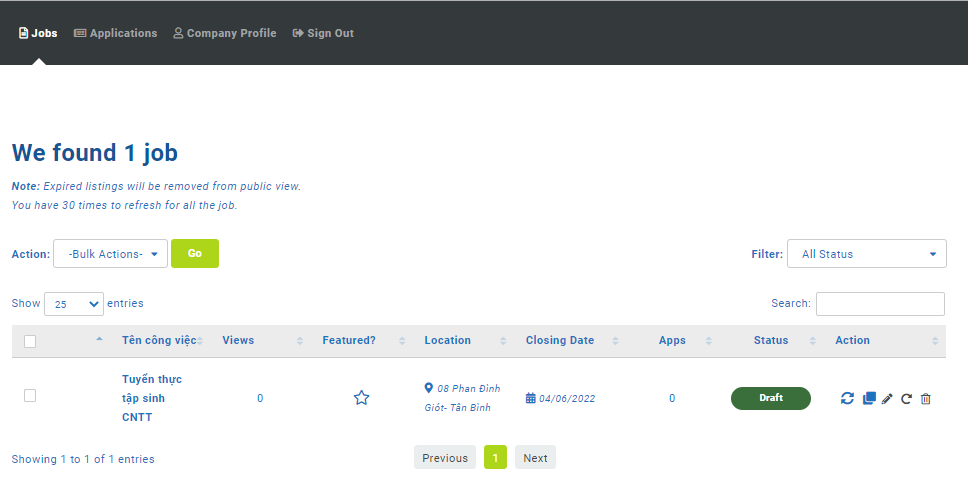 Jobs Applications Company Profile Sign Out
We found 1 job
Note: Expired listings will be removed from public view.
You have 30 times to refresh for all the job.
Action: -Bulk Actions- Go Filter: All Status
Show 25 entries Search:
Tên công việc Views Featured? Location Closing Date Apps Status Action
Tuyển thực
tập sinh
CNTT
0
08 Phan Đình
Giót- Tân Bình
04/06/2022
0
Draft
Showing 1 to 1 of 1 entries Previous 1 Next